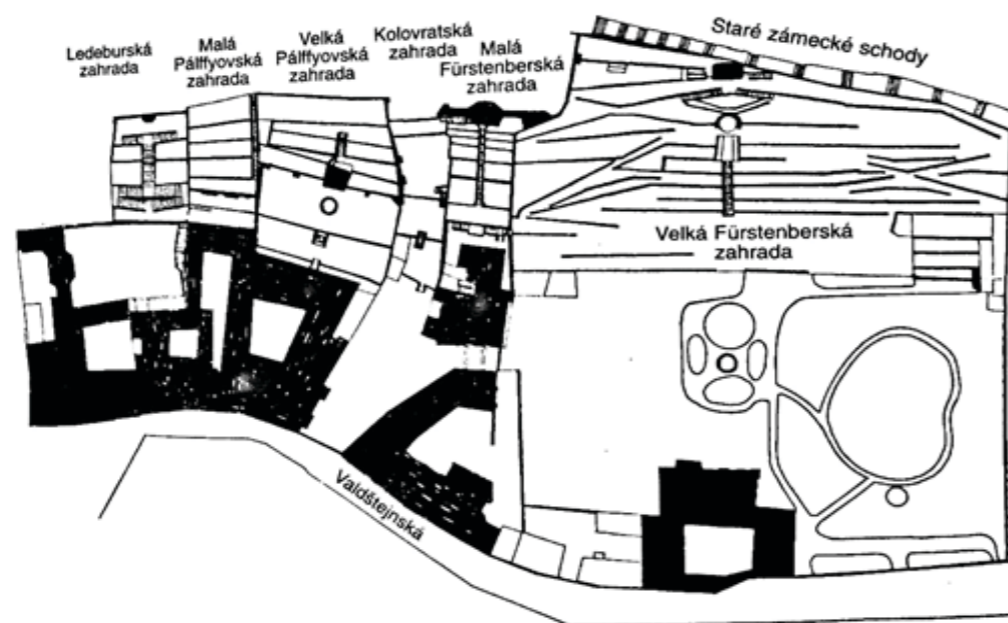 Ledeburská
zahrada
Malá
Pálffyovská
zahrada
Velká
Pálffyovská
zahrada
Kolovratská
zahrada
Malá
Fürstenberská
zahrada
Staré zámecké schody
Velká Fürstenberská
zahrada
Valdštejnská